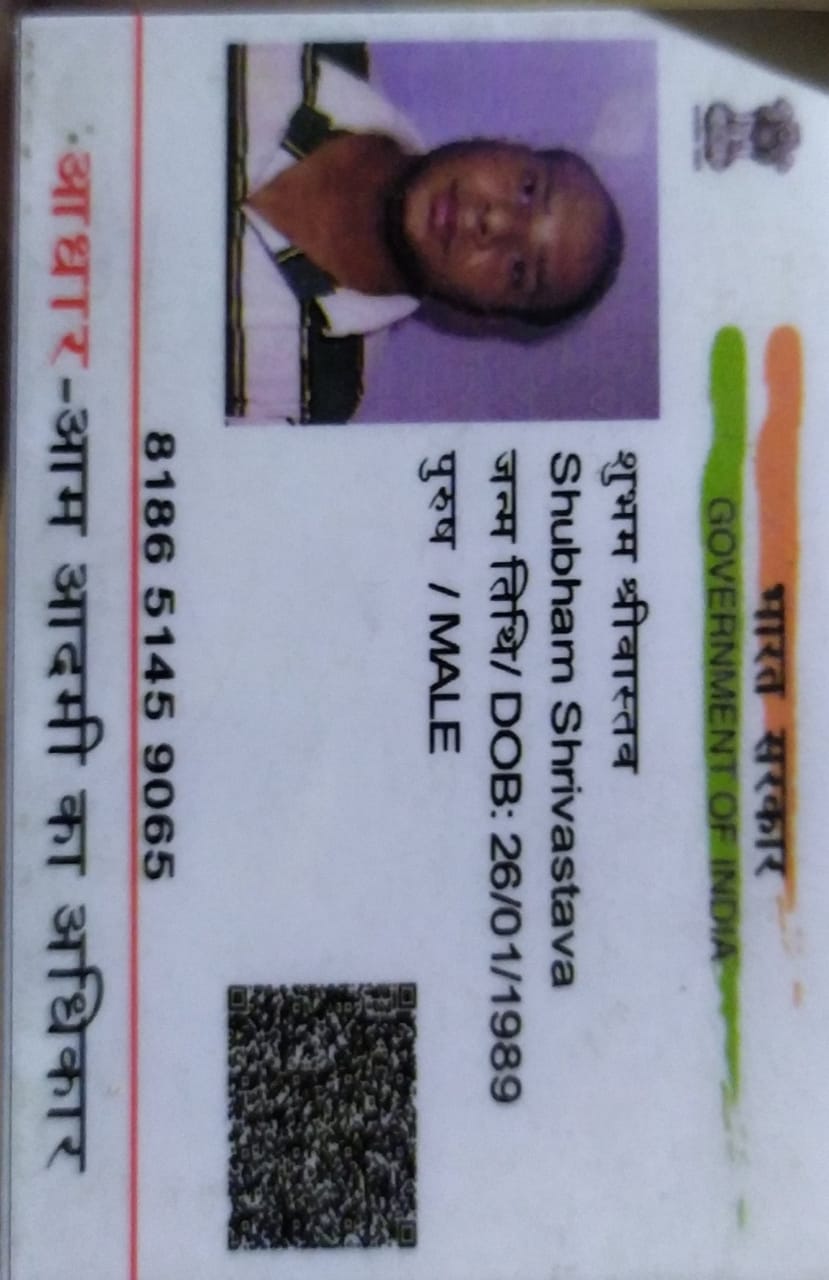 भारत सरकार
GOVERNMENT OF INDIA
शुभम श्रीवास्तव
Shubham Shrivastava
जन्म तिथि/ DOB: 26/01/1989
पुरुष / MALE
8186 5145 9065
आधार-आम आदमी का अधिकार